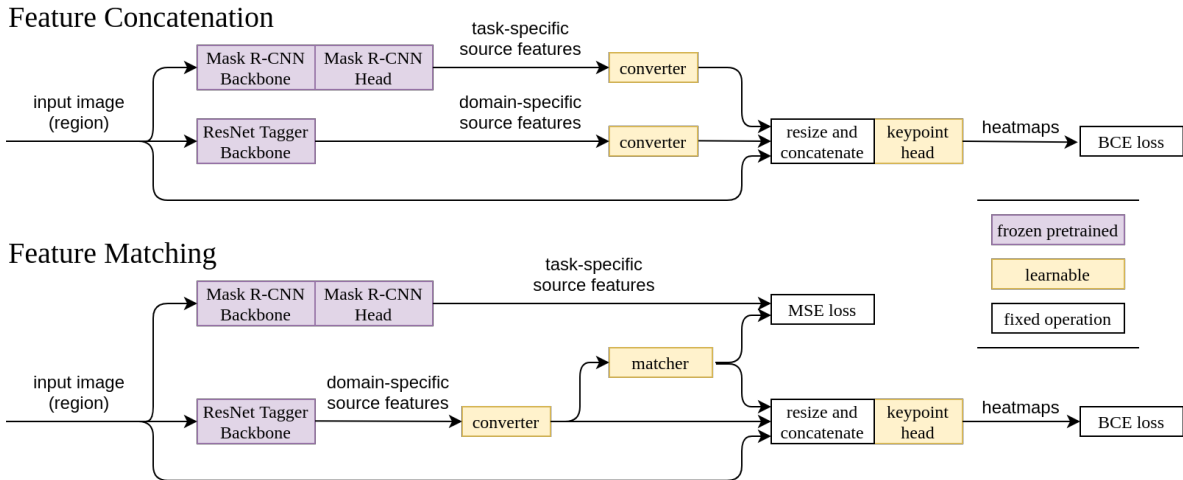 Feature Concatenation
task-specific
source features
Mask R-CNN
Backbone
Mask R-CNN
Head
converter
input image
(region)
domain-specific
source features
ResNet Tagger
Backbone
converter
resize and
concatenate
keypoint
head
heatmaps
BCE loss
frozen pretrained
learnable
fixed operation
Feature Matching
task-specific
source features
Mask R-CNN
Backbone
Mask R-CNN
Head
MSE loss
matcher
input image
(region)
domain-specific
source features
ResNet Tagger
Backbone
converter
resize and
concatenate
keypoint
head
heatmaps
BCE loss